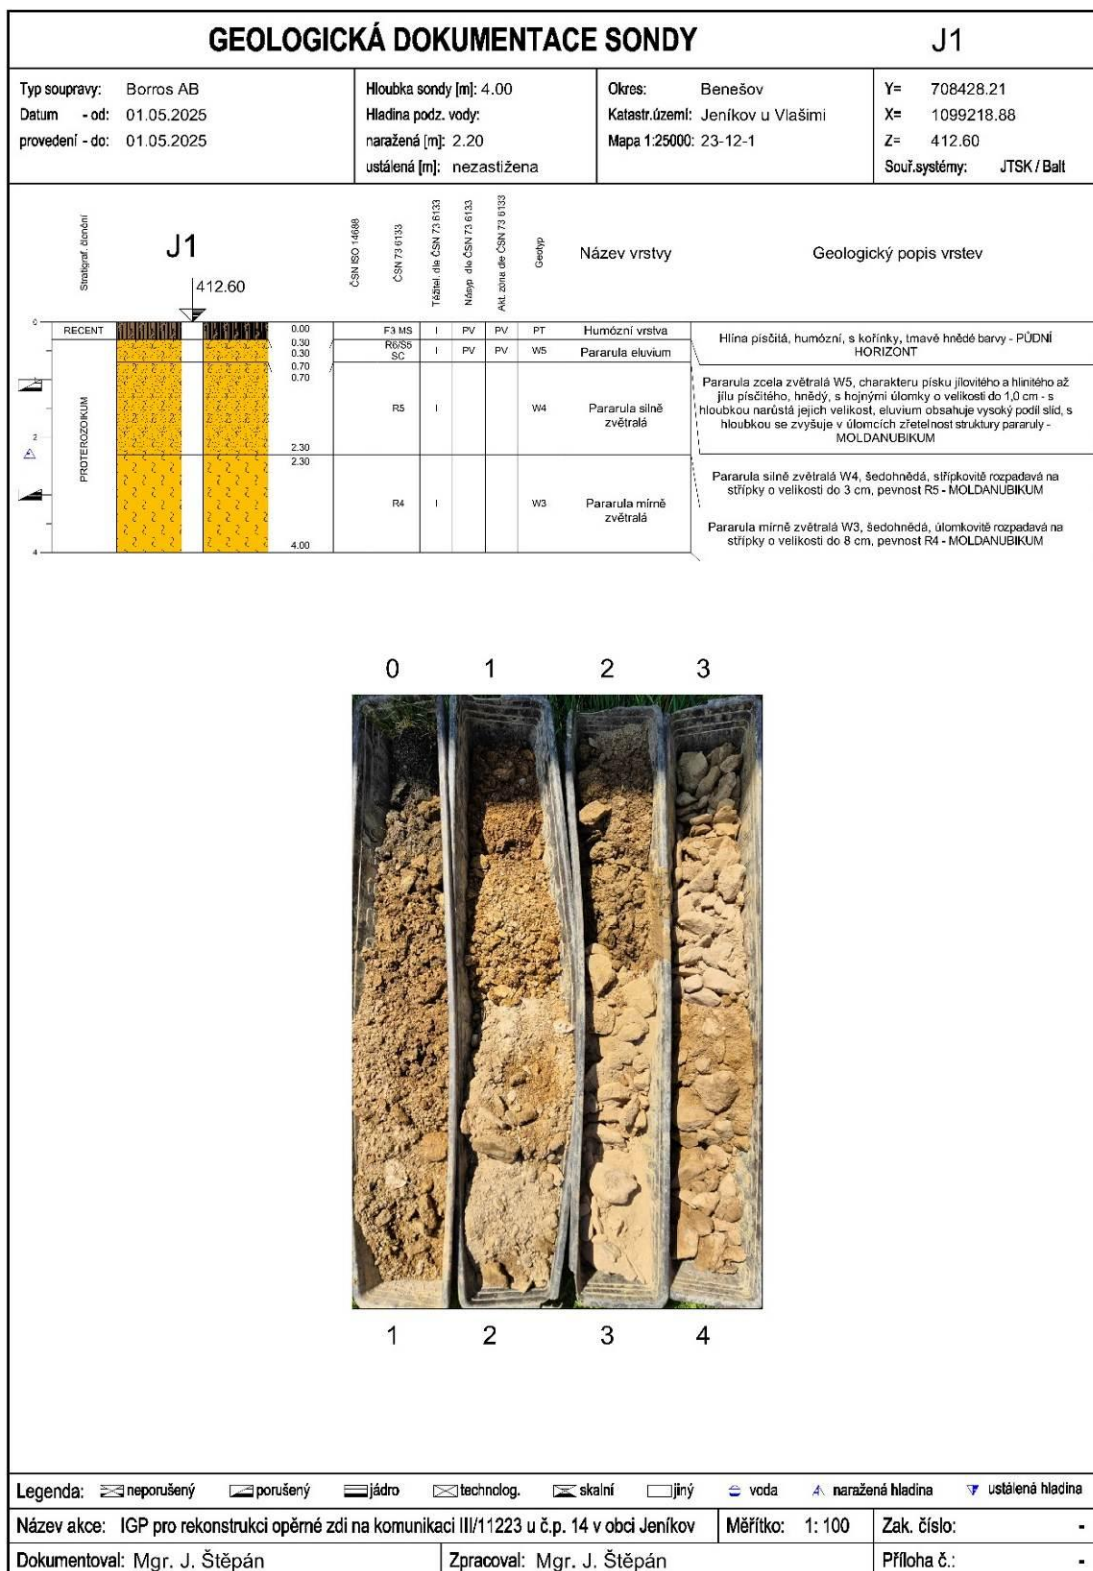 GEOLOGICKÁ DOKUMENTACE SONDY J1
Typ soupravy: Borros AB
Datum - od: 01.05.2025
provedení - do: 01.05.2025
Hloubka sondy [m]: 4.00
Hladina podz. vody:
naražená [m]: 2.20
ustálená [m]: nezastižena
Okres: Benešov
Katastr.území: Jeníkov u Vlašimi
Mapa 1:25000: 23-12-1
Y= 708428.21
X= 1099218.88
Z= 412.60
Souř.systémy: JTSK / Balt
Stratigraf. členění
J1
412.60
ČSN ISO 14688
ČSN 73 6133
Těžitel. dle ČSN 73 6133
Násyp dle ČSN 73 6133
Akt. zóna dle ČSN 73 6133
Geotyp
Název vrstvy
Geologický popis vrstev
0
RECENT
0.00
0.30
F3 MS I PV PV PT Humózní vrstva
Hlína písčitá, humózní, s kořínky, tmavě hnědé barvy - PŮDNÍ
HORIZONT
PROTEROZOIKUM
0.30
0.70
R6/S5
SC
I PV PV W5 Pararula eluvium
Pararula zcela zvětralá W5, charakteru písku jílovitého a hlinitého až
jílu písčitého, hnědý, s hojnými úlomky o velikosti do 1,0 cm - s
hloubkou narůstá jejich velikost, eluvium obsahuje vysoký podíl slíd, s
hloubkou se zvyšuje v úlomcích zřetelnost struktury pararuly -
MOLDANUBIKUM
0.70
2.30
R5 I W4 Pararula silně
zvětralá
Pararula silně zvětralá W4, šedohnědá, střípkovitě rozpadavá na
střípky o velikosti do 3 cm, pevnost R5 - MOLDANUBIKUM
2
2.30
4.00
R4 I W3 Pararula mírně
zvětralá
Pararula mírně zvětralá W3, šedohnědá, úlomkovitě rozpadavá na
střípky o velikosti do 8 cm, pevnost R4 - MOLDANUBIKUM
4
0 1 2 3
1 2 3 4
Legenda: neporušený porušený jádro technolog. skalní jiný voda naražená hladina ustálená hladina
Název akce: IGP pro rekonstrukci opěrné zdi na komunikaci III/11223 u č.p. 14 v obci Jeníkov
Měřítko: 1: 100
Zak. číslo: -
Dokumentoval: Mgr. J. Štěpán
Zpracoval: Mgr. J. Štěpán
Příloha č.: -